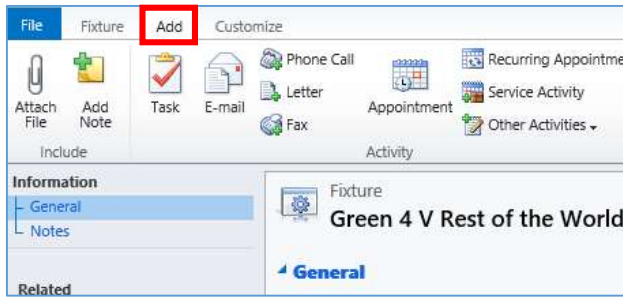 File Fixture Add Customize
Attach File
Add Note
Task
E-mail
Phone Call
Letter
Fax
Appointment
Recurring Appointme
Service Activity
Other Activities
Include
Activity
Information
General
Notes
Related
Fixture
Green 4 V Rest of the World
General